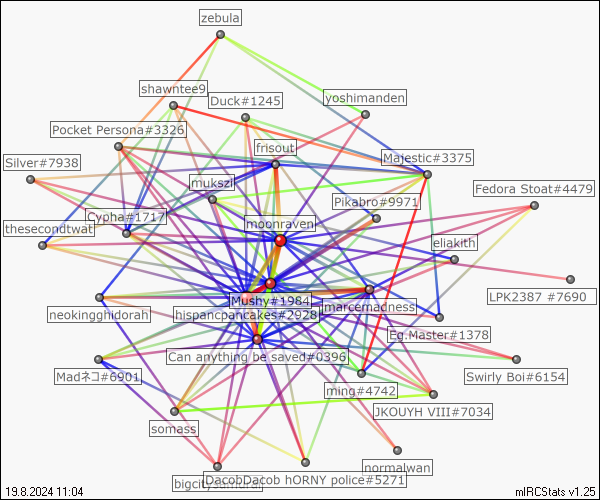 zebula
shawntee9
yoshimanden
Duck#1245
Pocket Persona#3326
frisout
Majestic#3375
Silver#7938
mukszi
Fedora Stoat#4479
Pikabro#9971
Cypha#1717
moonraven
thesecondtwat
eliakith
LPK2387 #7690
Mushy#1984
jmarcemadness
neokingghidorah
hispancpancakes#2928
Eg.Master#1378
Can anything be saved#0396
Madネコ#6901
Swirly Boi#6154
ming#4742
JKOUYH VIII#7034
somass
normalwan
bigcitysamurai
DacobDacob hORNY police#5271
19.8.2024 11:04
mIRCStats v1.25